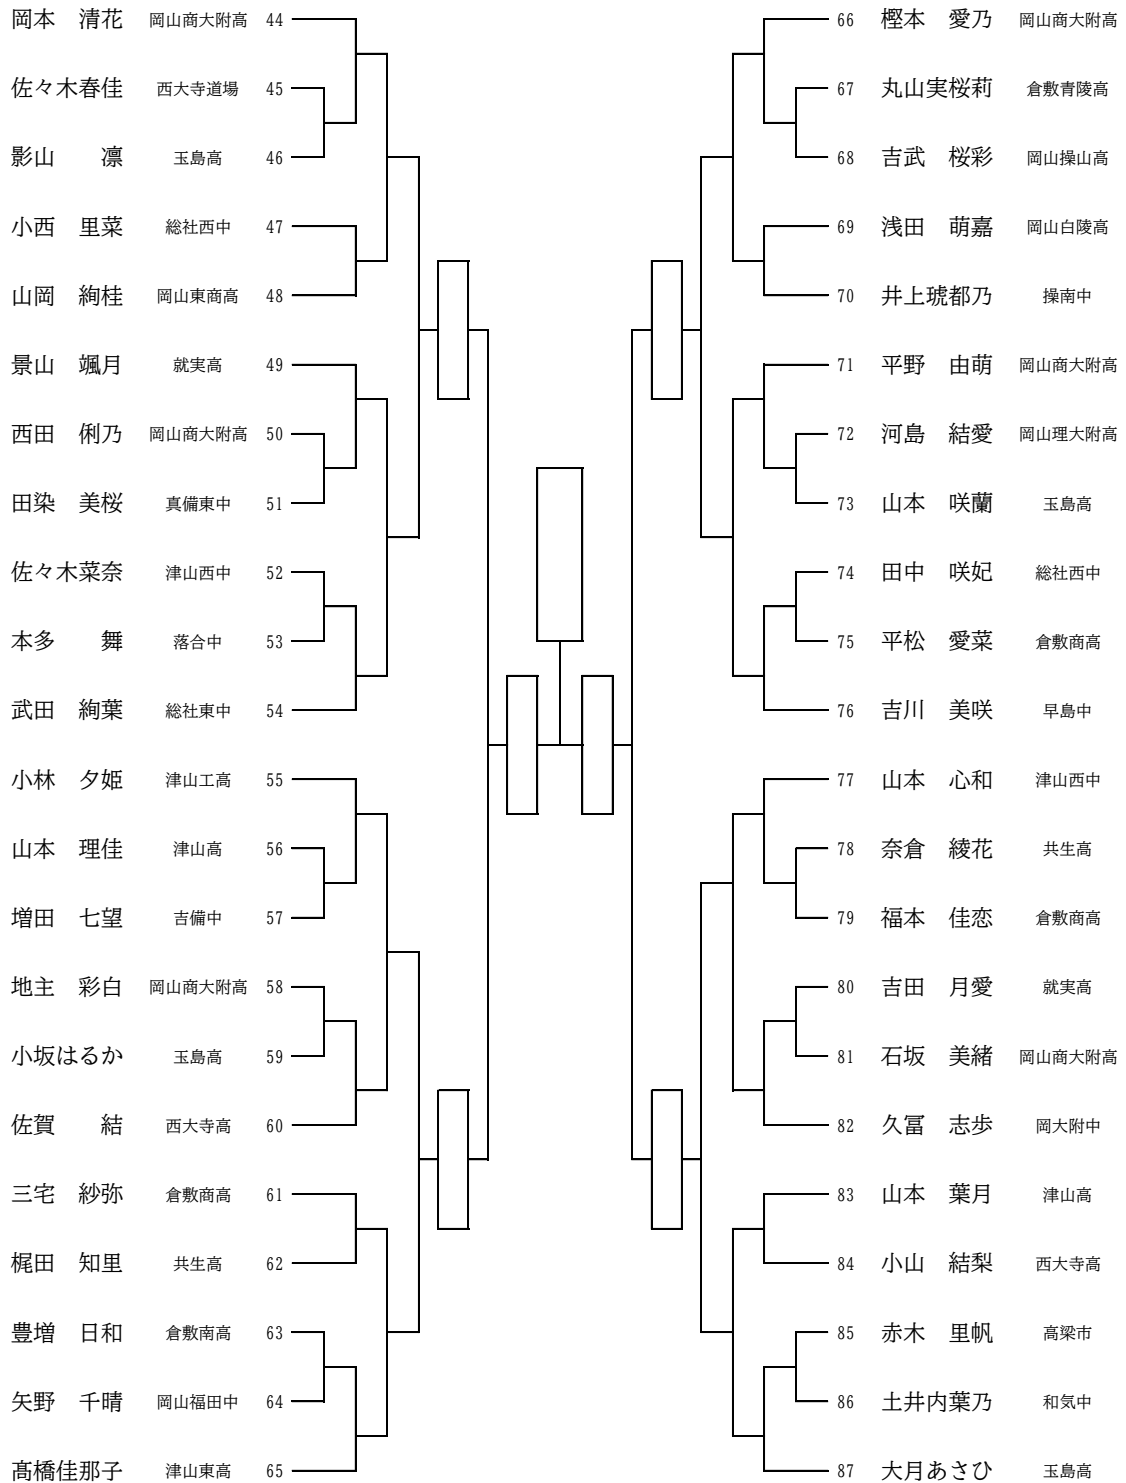 岡本　清花 岡山商大附高 44
佐々木春佳 西大寺道場 45
影山　　凛 玉島高 46
小西　里菜 総社西中 47
山岡　絢桂 岡山東商高 48
景山　颯月 就実高 49
西田　俐乃 岡山商大附高 50
田染　美桜 真備東中 51
佐々木菜奈 津山西中 52
本多　　舞 落合中 53
武田　絢葉 総社東中 54
小林　夕姫 津山工高 55
山本　理佳 津山高 56
増田　七望 吉備中 57
地主　彩白 岡山商大附高 58
小坂はるか 玉島高 59
佐賀　　結 西大寺高 60
三宅　紗弥 倉敷商高 61
梶田　知里 共生高 62
豊増　日和 倉敷南高 63
矢野　千晴 岡山福田中 64
髙橋佳那子 津山東高 65
66 樫本　愛乃 岡山商大附高
67 丸山実桜莉 倉敷青陵高
68 吉武　桜彩 岡山操山高
69 浅田　萌嘉 岡山白陵高
70 井上琥都乃 操南中
71 平野　由萌 岡山商大附高
72 河島　結愛 岡山理大附高
73 山本　咲蘭 玉島高
74 田中　咲妃 総社西中
75 平松　愛菜 倉敷商高
76 吉川　美咲 早島中
77 山本　心和 津山西中
78 奈倉　綾花 共生高
79 福本　佳恋 倉敷商高
80 吉田　月愛 就実高
81 石坂　美緒 岡山商大附高
82 久冨　志歩 岡大附中
83 山本　葉月 津山高
84 小山　結梨 西大寺高
85 赤木　里帆 高梁市
86 土井内葉乃 和気中
87 大月あさひ 玉島高